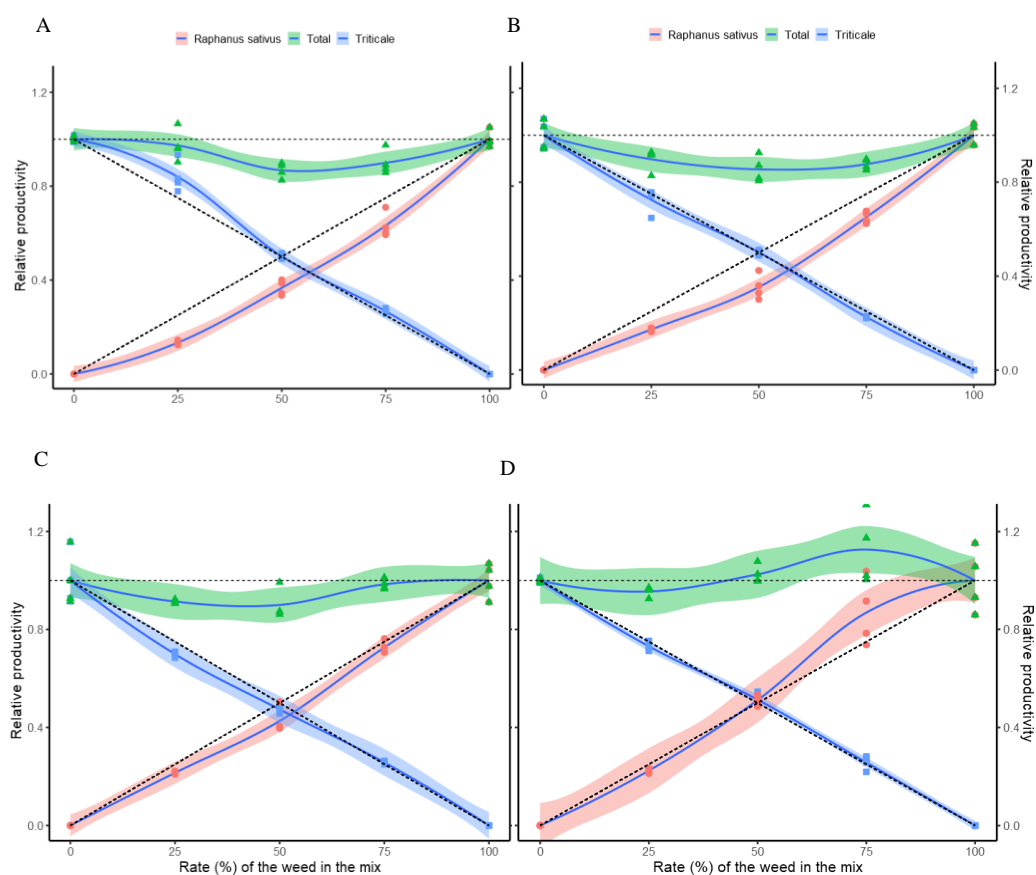 A
B
Raphanus sativus Total Triticale
Raphanus sativus Total Triticale
Relative productivity
1.2
0.8
0.4
0.0
0 25 50 75 100
1.2
0.8
0.4
0.0
Relative productivity
0 25 50 75 100
C
D
Relative productivity
1.2
0.8
0.4
0.0
0 25 50 75 100
Rate (%) of the weed in the mix
1.2
0.8
0.4
0.0
Relative productivity
0 25 50 75 100
Rate (%) of the weed in the mix